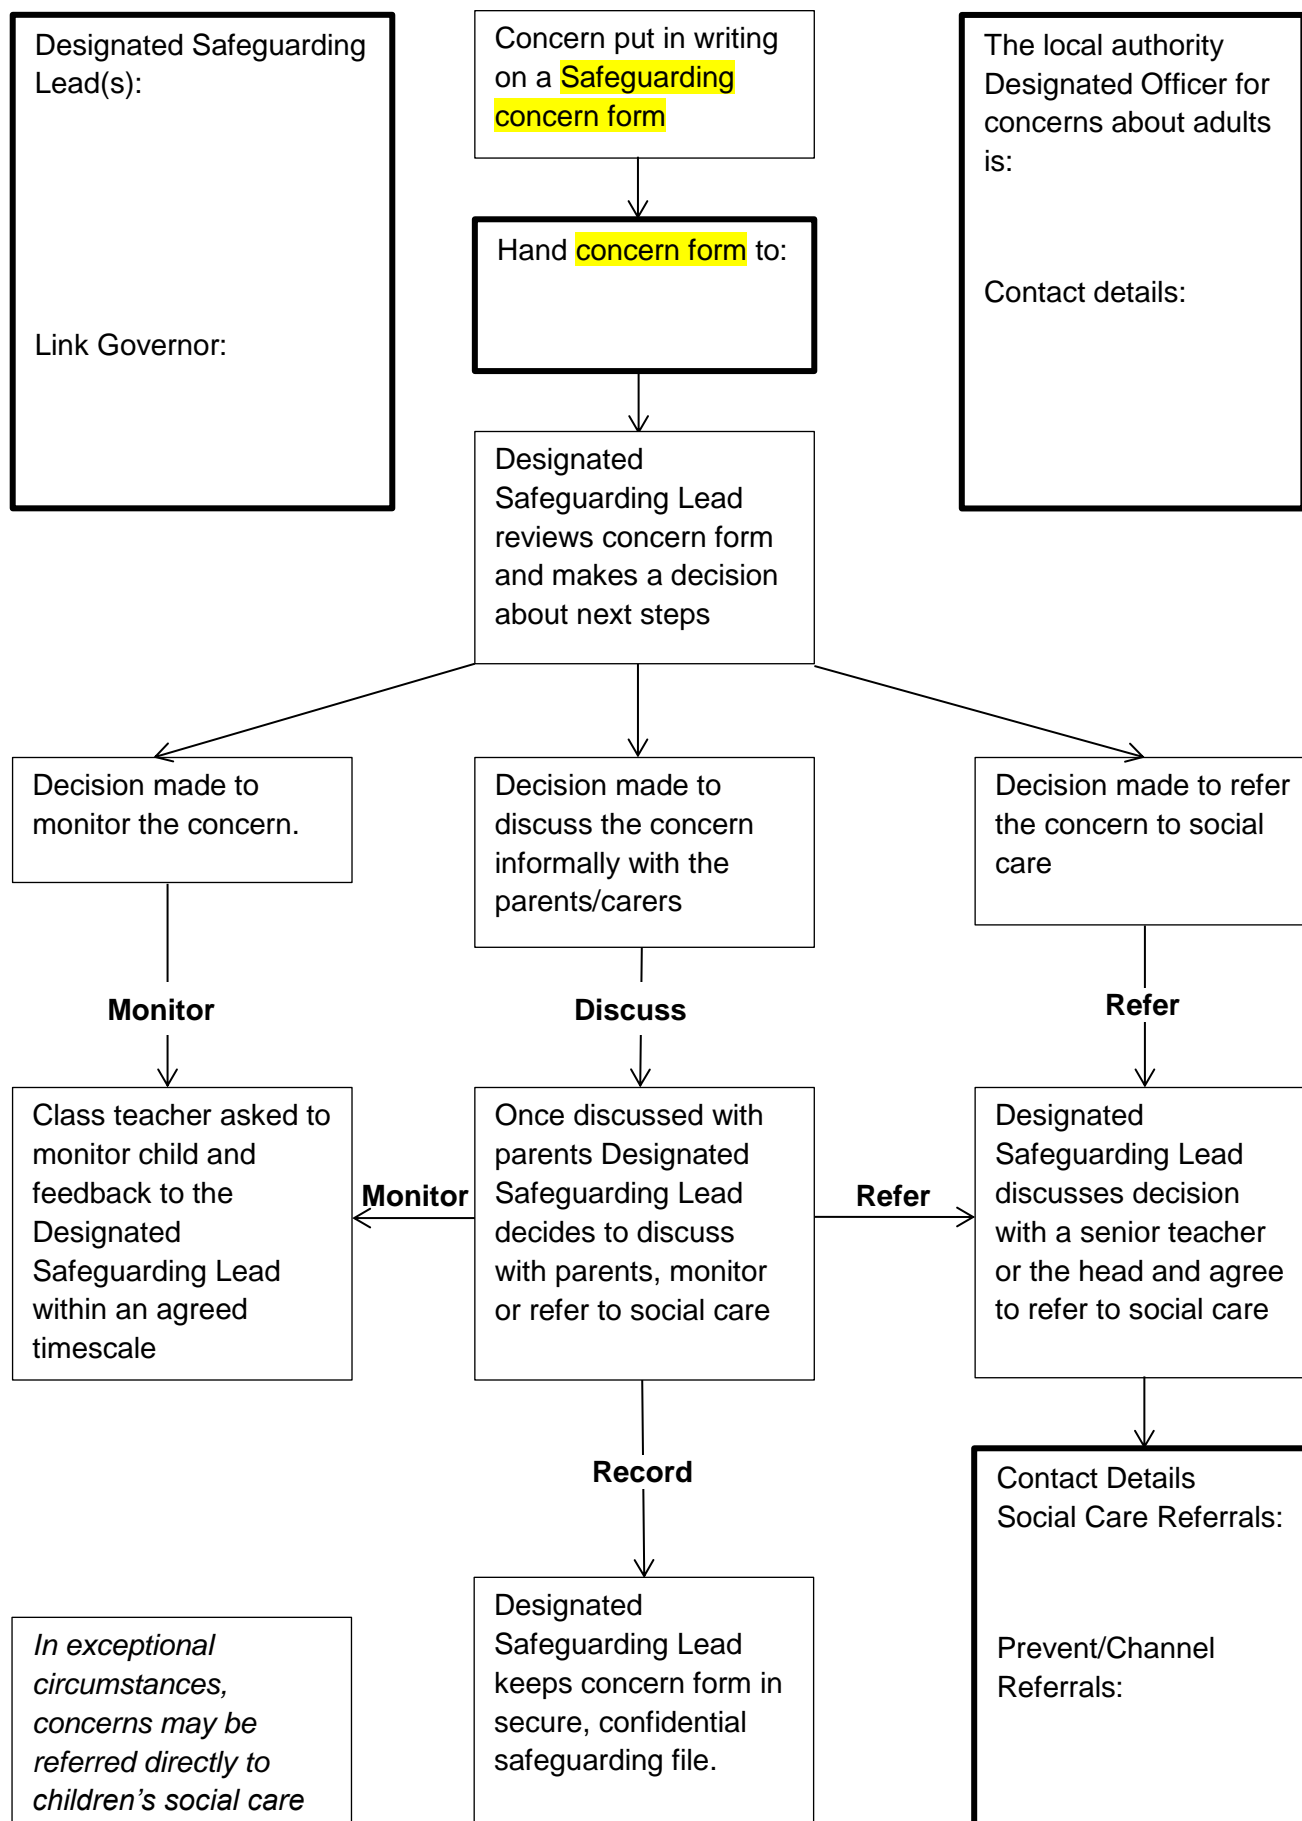 Designated Safeguarding
Lead(s):
Link Governor:
Concern put in writing
on a Safeguarding
concern form
The local authority
Designated Officer for
concerns about adults
is:
Contact details:
Hand concern form to:
Designated
Safeguarding Lead
reviews concern form
and makes a decision
about next steps
Decision made to
monitor the concern.
Decision made to
discuss the concern
informally with the
parents/carers
Decision made to refer
the concern to social
care
Monitor
Discuss
Refer
Class teacher asked to
monitor child and
feedback to the
Designated
Safeguarding Lead
within an agreed
timescale
Monitor
Once discussed with
parents Designated
Safeguarding Lead
decides to discuss
with parents, monitor
or refer to social care
Refer
Designated
Safeguarding Lead
discusses decision
with a senior teacher
or the head and agree
to refer to social care
Record
Contact Details
Social Care Referrals:
Prevent/Channel
Referrals:
Designated
Safeguarding Lead
keeps concern form in
secure, confidential
safeguarding file.
In exceptional
circumstances,
concerns may be
referred directly to
children’s social care